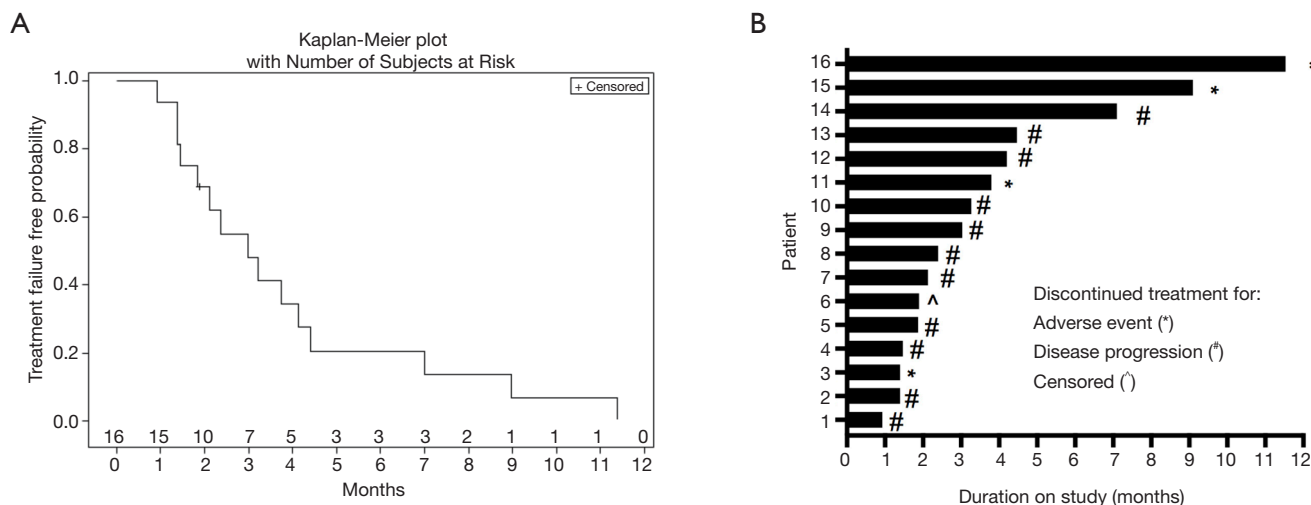 A
Kaplan-Meier plot
with Number of Subjects at Risk
+ Censored
Treatment failure free probability
1.0
0.8
0.6
0.4
0.2
0.0
16 15 10 7 5 3 3 3 2 1 1 1 0
0 1 2 3 4 5 6 7 8 9 10 11 12
Months
B
Patient
16 *
15 *
14 #
13 #
12 #
11 *
10 #
9 #
8 #
7 #
6 ^
5 #
4 #
3 *
2 #
1 #
Discontinued treatment for:
Adverse event (*)
Disease progression (#)
Censored (^)
0 1 2 3 4 5 6 7 8 9 10 11 12
Duration on study (months)